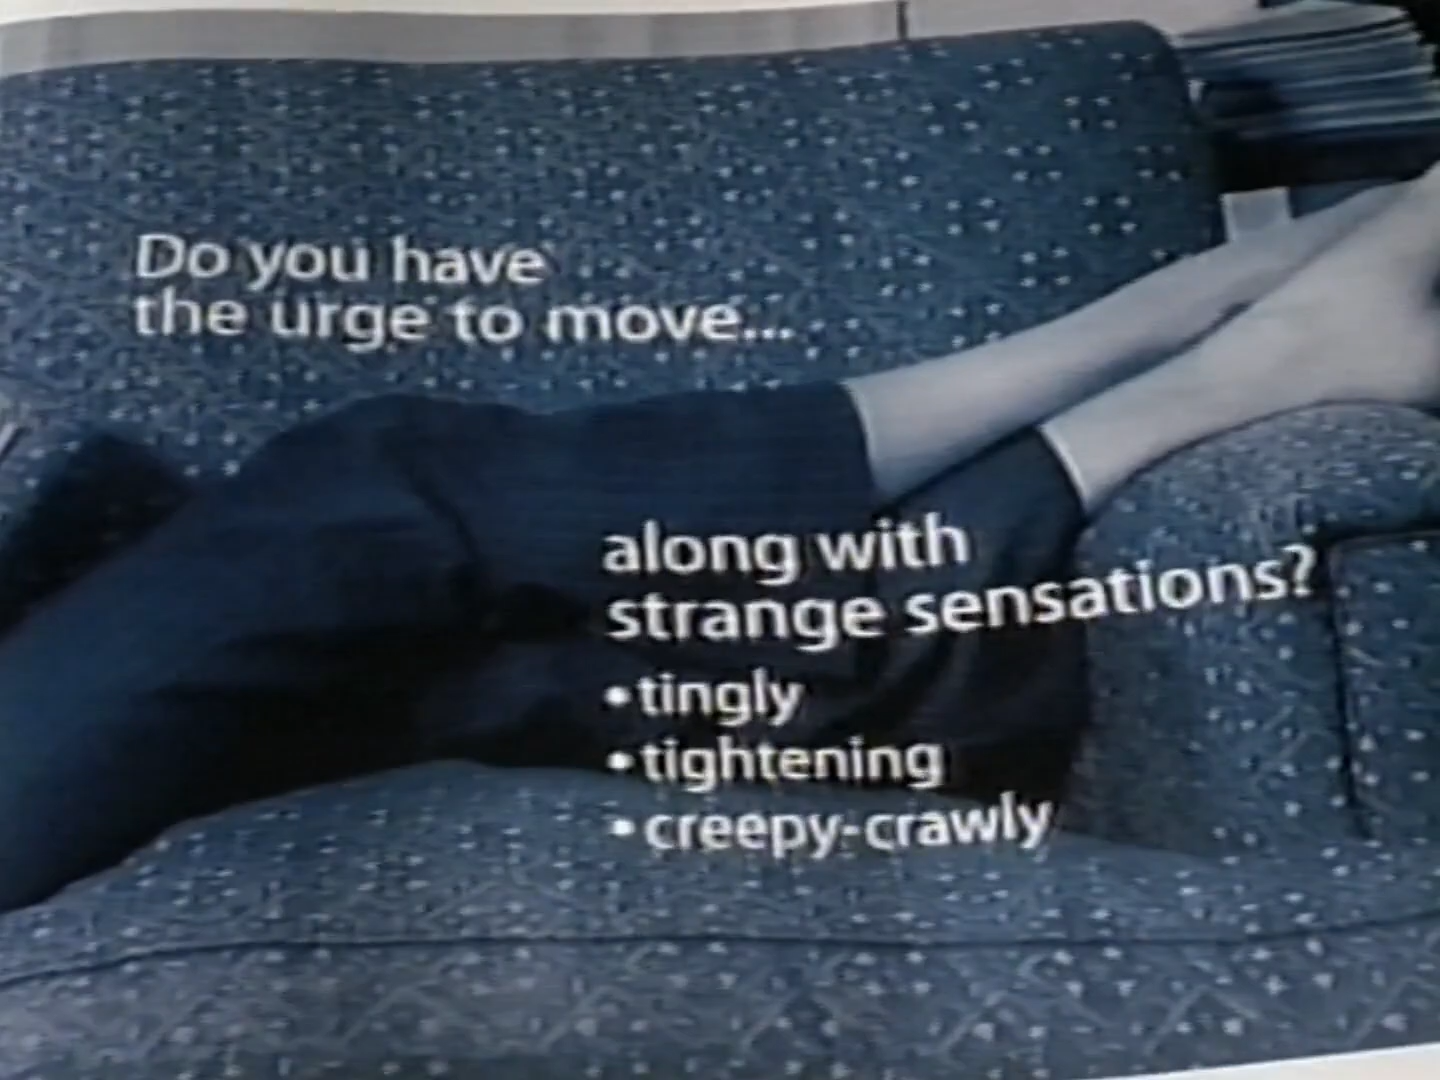 Do you have
the urge to move...
along with
strange sensations?
• tingly
• tightening
• creepy-crawly